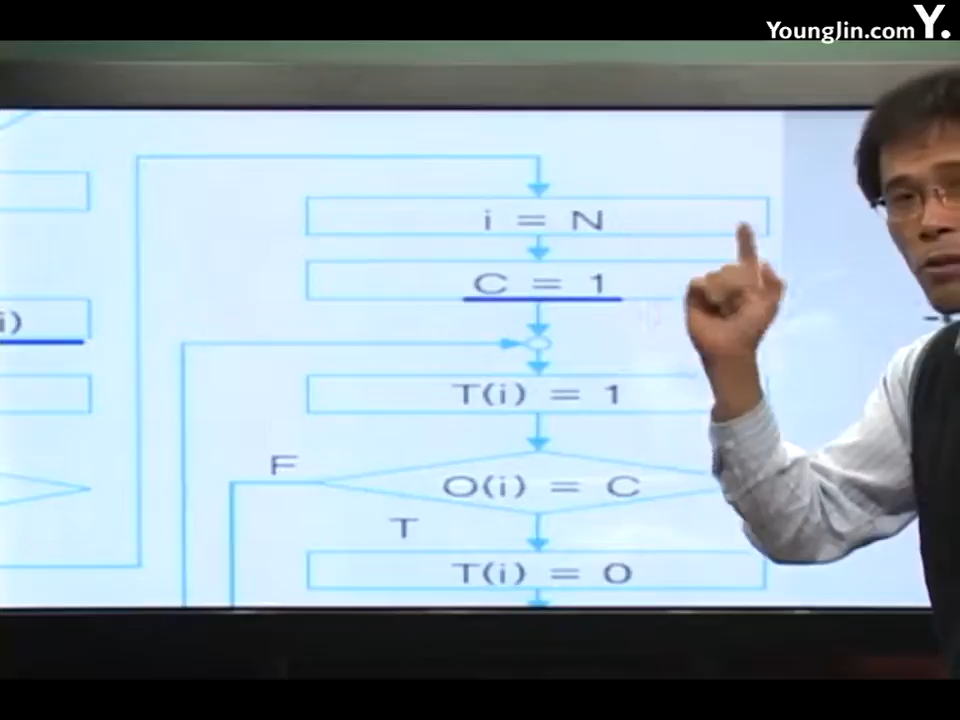 YoungJin.com Y.
i = N
C = 1
i)
T(i) = 1
F
O(i) = C
T
T(i) = 0